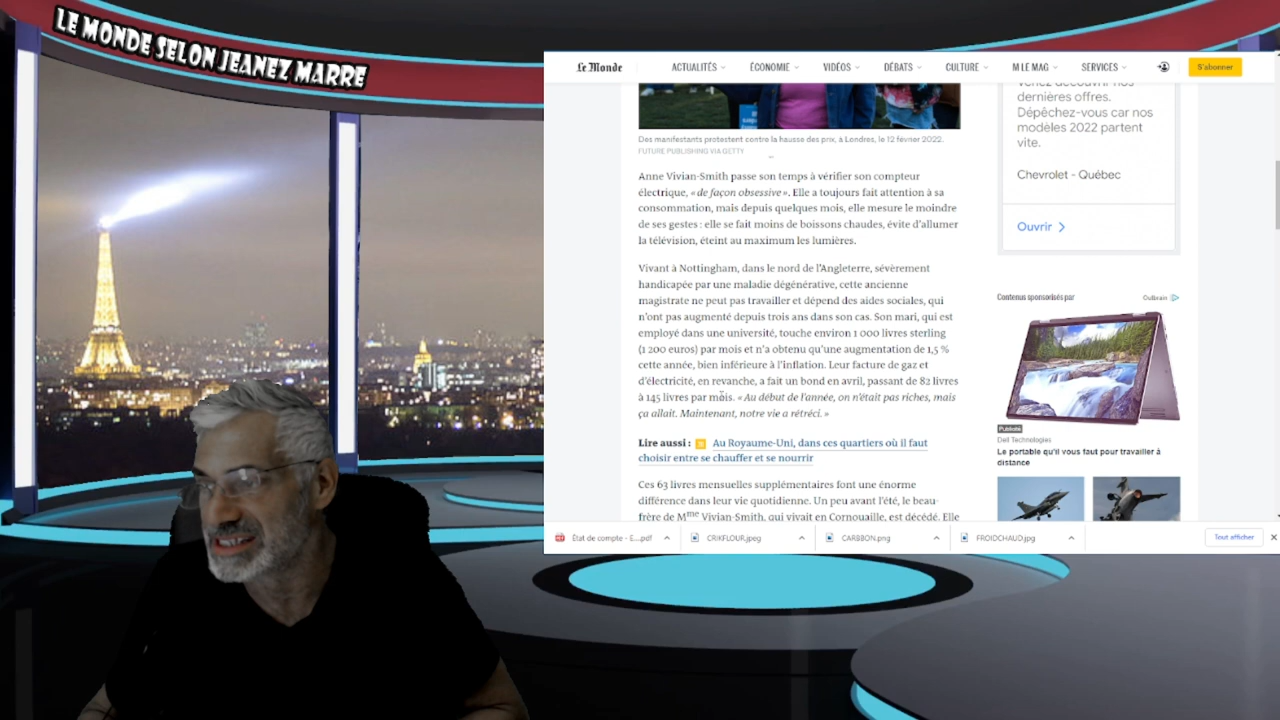 LE MONDE SELON JEANEZ MARRE
Le Monde
ACTUALITÉS
ÉCONOMIE
VIDÉOS
DÉBATS
CULTURE
M LE MAG
SERVICES
S'abonner
Des manifestants protestent contre la hausse des prix, à Londres, le 12 février 2022.
FUTURE PUBLISHING VIA GETTY
Anne Vivian-Smith passe son temps à vérifier son compteur
électrique, « de façon obsessive ». Elle a toujours fait attention à sa
consommation, mais depuis quelques mois, elle mesure le moindre
de ses gestes : elle se fait moins de boissons chaudes, évite d'allumer
la télévision, éteint au maximum les lumières.
Vivant à Nottingham, dans le nord de l'Angleterre, sévèrement
handicapée par une maladie dégénérative, cette ancienne
magistrate ne peut pas travailler et dépend des aides sociales, qui
n'ont pas augmenté depuis trois ans dans son cas. Son mari, qui est
employé dans une université, touche environ 1 000 livres sterling
(1 200 euros) par mois et n'a obtenu qu'une augmentation de 1,5 %
cette année, bien inférieure à l'inflation. Leur facture de gaz et
d'électricité, en revanche, a fait un bond en avril, passant de 82 livres
à 145 livres par mois. « Au début de l'année, on n'était pas riches, mais
ça allait. Maintenant, notre vie a rétréci. »
Lire aussi : Au Royaume-Uni, dans ces quartiers où il faut
choisir entre se chauffer et se nourrir
Ces 63 livres mensuelles supplémentaires font une énorme
différence dans leur vie quotidienne. Un peu avant l'été, le beau-
frère de Mme Vivian-Smith, qui vivait en Cornouaille, est décédé. Elle
dernières offres.
Dépêchez-vous car nos
modèles 2022 partent
vite.
Chevrolet - Québec
Ouvrir
Contenus sponsorisés par
Outbrain
Publicité
Dell Technologies
Le portable qu'il vous faut pour travailler à
distance
État de compte - E....pdf
CRIKFLOUR.jpeg
CARBBON.png
FROIDCHAUD.jpg
Tout afficher